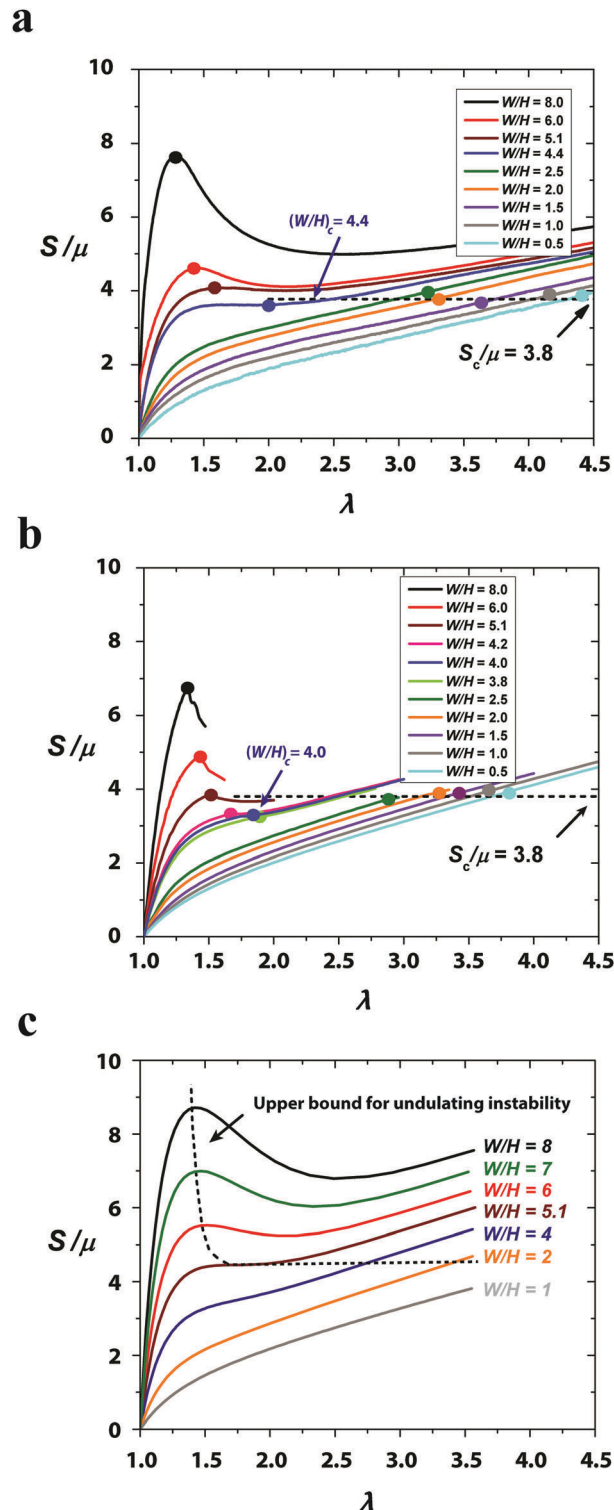 a
10
8
6
4
2
0
S/μ
W/H = 8.0
W/H = 6.0
W/H = 5.1
W/H = 4.4
W/H = 2.5
W/H = 2.0
W/H = 1.5
W/H = 1.0
W/H = 0.5
(W/H)c = 4.4
Sc/μ = 3.8
1.0 1.5 2.0 2.5 3.0 3.5 4.0 4.5
λ
b
10
8
6
4
2
0
S/μ
W/H = 8.0
W/H = 6.0
W/H = 5.1
W/H = 4.2
W/H = 4.0
W/H = 3.8
W/H = 2.5
W/H = 2.0
W/H = 1.5
W/H = 1.0
W/H = 0.5
(W/H)c = 4.0
Sc/μ = 3.8
1.0 1.5 2.0 2.5 3.0 3.5 4.0 4.5
λ
c
10
8
6
4
2
0
S/μ
Upper bound for undulating instability
W/H = 8
W/H = 7
W/H = 6
W/H = 5.1
W/H = 4
W/H = 2
W/H = 1
1.0 1.5 2.0 2.5 3.0 3.5 4.0 4.5
λ